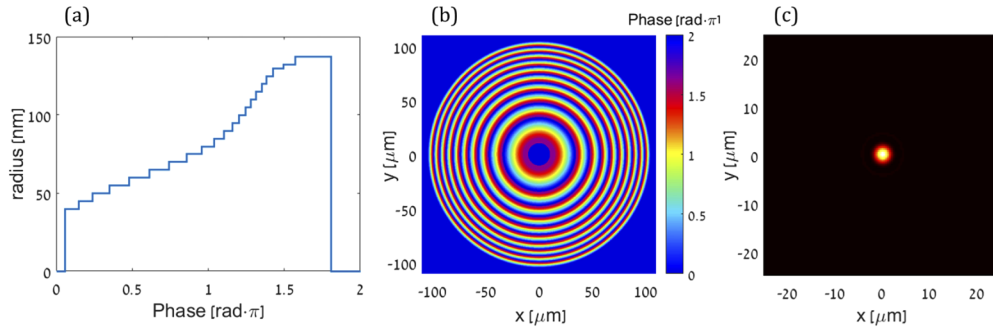 (a)
150
100
50
0
radius [nm]
0 0.5 1 1.5 2
Phase [rad·π]
(b)
Phase [rad·π]
100
50
0
-50
-100
y [μm]
-100 -50 0 50 100
x [μm]
2
1.5
1
0.5
0
(c)
20
10
0
-10
-20
y [μm]
-20 -10 0 10 20
x [μm]